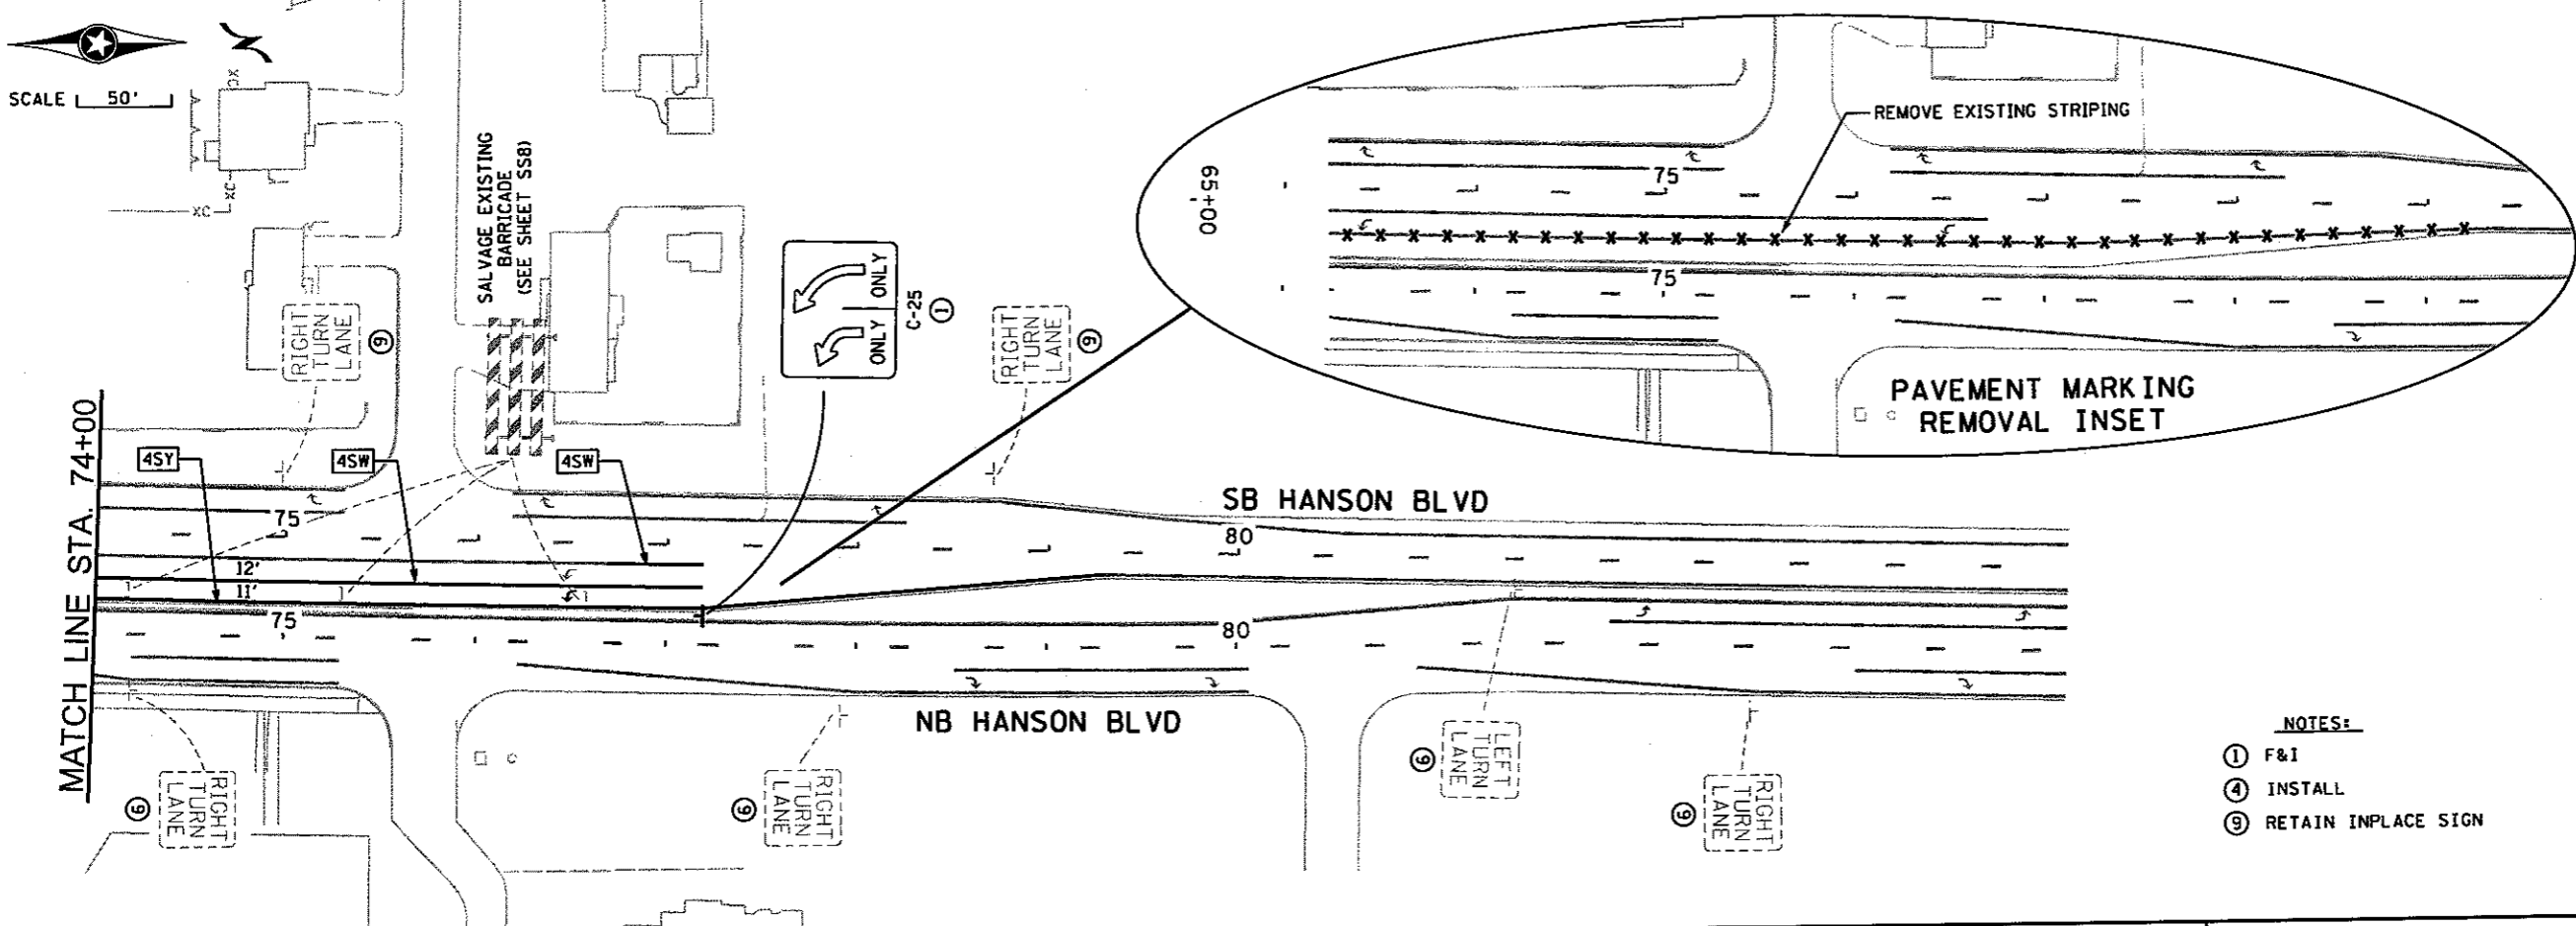 SCALE 50'
XC
XC
XC
SALVAGE EXISTING
BARRICADE
(SEE SHEET SS8)
RIGHT
TURN
LANE
9
ONLY
ONLY
C-25
1
RIGHT
TURN
LANE
9
65+00
REMOVE EXISTING STRIPING
75
75
PAVEMENT MARKING
REMOVAL INSET
MATCH LINE STA. 74+00
4SY
4SW
4SW
75
12'
11'
75
SB HANSON BLVD
80
80
NB HANSON BLVD
RIGHT
TURN
LANE
9
RIGHT
TURN
LANE
9
LEFT
TURN
LANE
9
RIGHT
TURN
LANE
9
NOTES:
1 F&I
4 INSTALL
9 RETAIN INPLACE SIGN